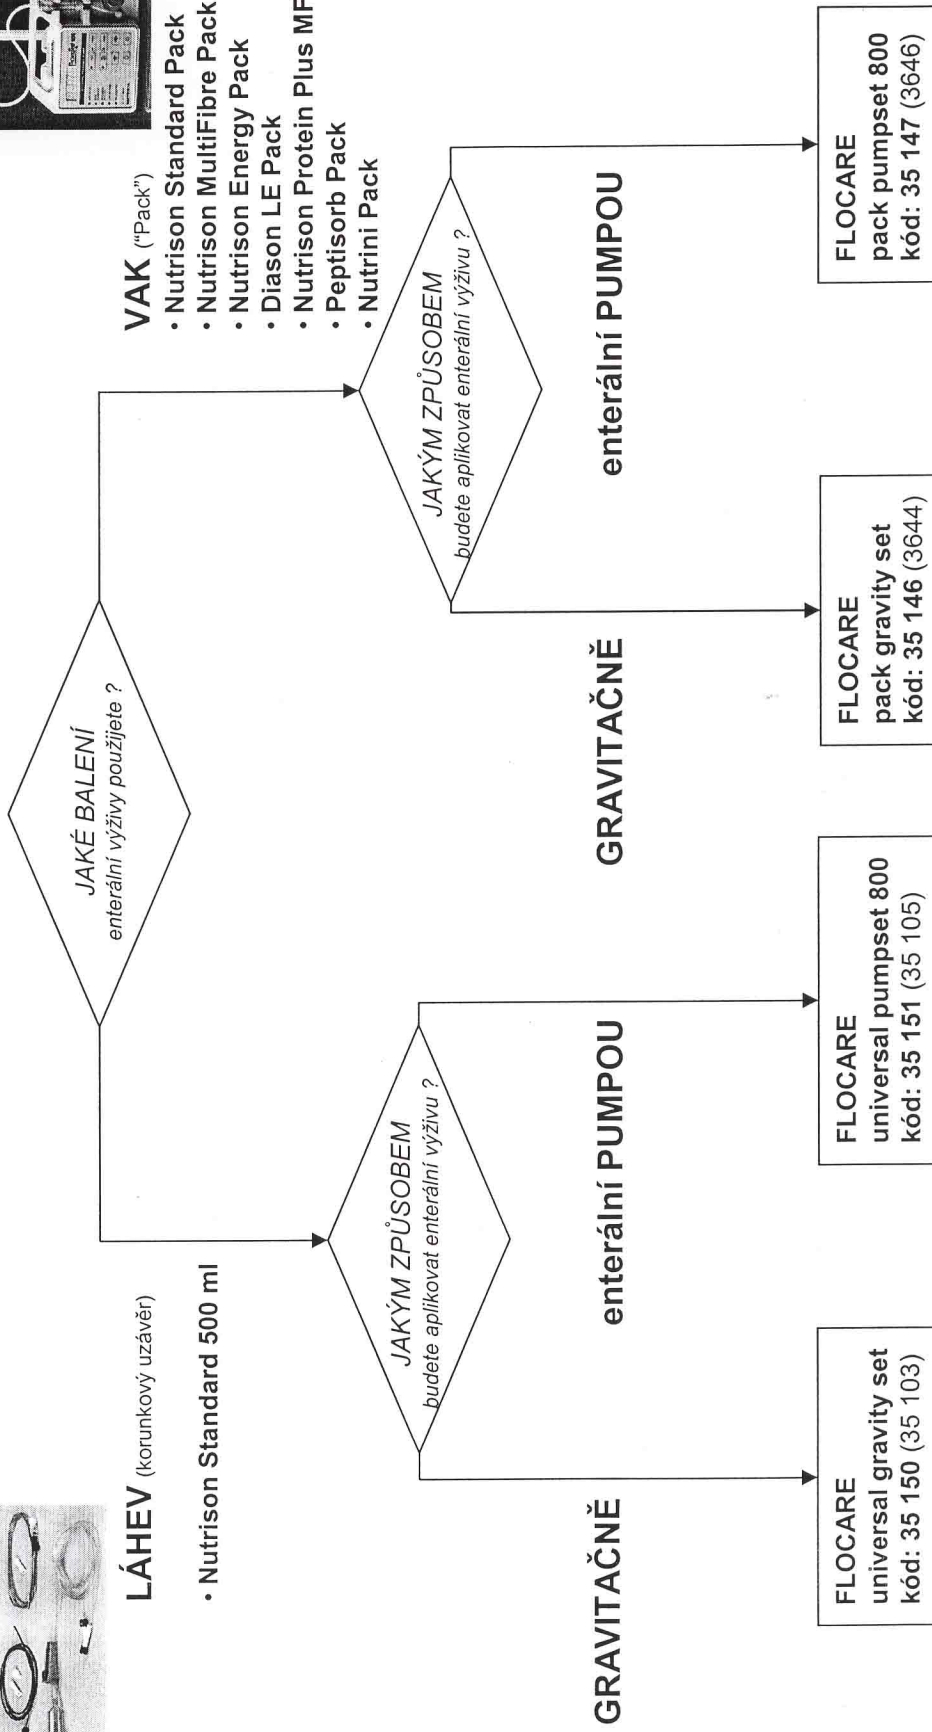 JAKÉ BALENÍ
enterální výživy použijete ?
LÁHEV (korunkový uzávěr)
• Nutrison Standard 500 ml
VAK ("Pack")
• Nutrison Standard Pack
• Nutrison MultiFibre Pack
• Nutrison Energy Pack
• Diason LE Pack
• Nutrison Protein Plus MF
• Peptisorb Pack
• Nutrini Pack
JAKÝM ZPŮSOBEM
budete aplikovat enterální výživu ?
JAKÝM ZPŮSOBEM
budete aplikovat enterální výživu ?
GRAVITAČNĚ
enterální PUMPOU
GRAVITAČNĚ
enterální PUMPOU
FLOCARE
universal gravity set
kód: 35 150 (35 103)
FLOCARE
universal pumpset 800
kód: 35 151 (35 105)
FLOCARE
pack gravity set
kód: 35 146 (3644)
FLOCARE
pack pumpset 800
kód: 35 147 (3646)